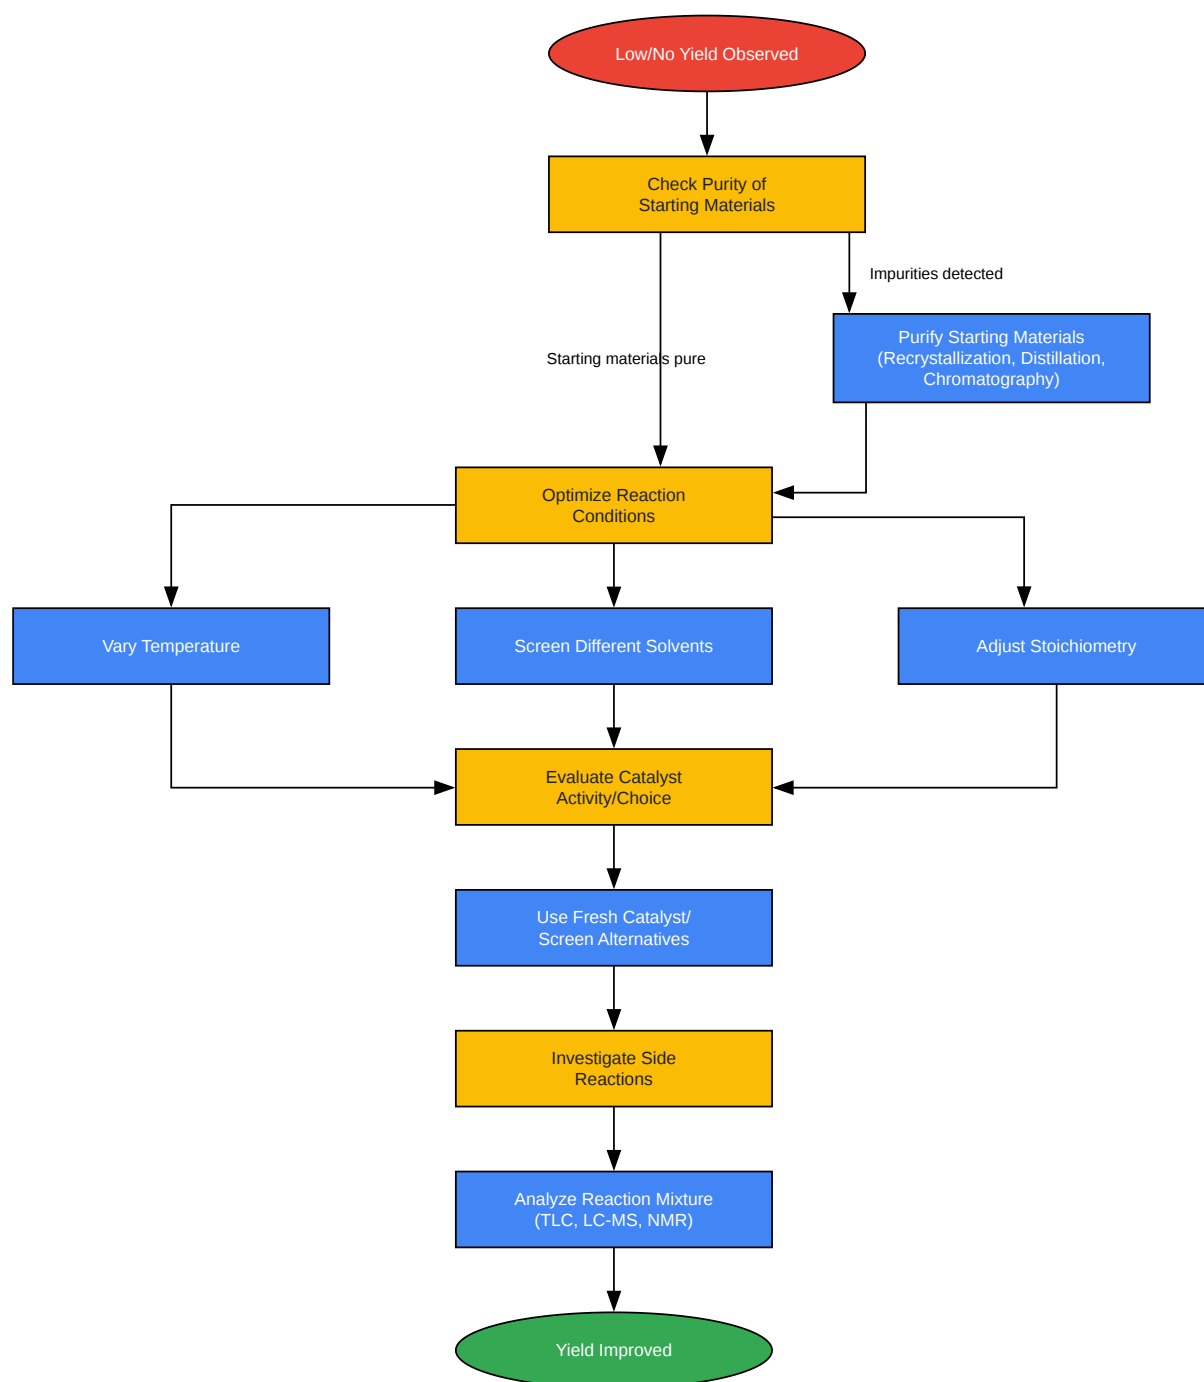 Low/No Yield Observed
Check Purity of
Starting Materials
Impurities detected
Purify Starting Materials
(Recrystallization, Distillation,
Chromatography)
Starting materials pure
Optimize Reaction
Conditions
Vary Temperature
Screen Different Solvents
Adjust Stoichiometry
Evaluate Catalyst
Activity/Choice
Use Fresh Catalyst/
Screen Alternatives
Investigate Side
Reactions
Analyze Reaction Mixture
(TLC, LC-MS, NMR)
Yield Improved